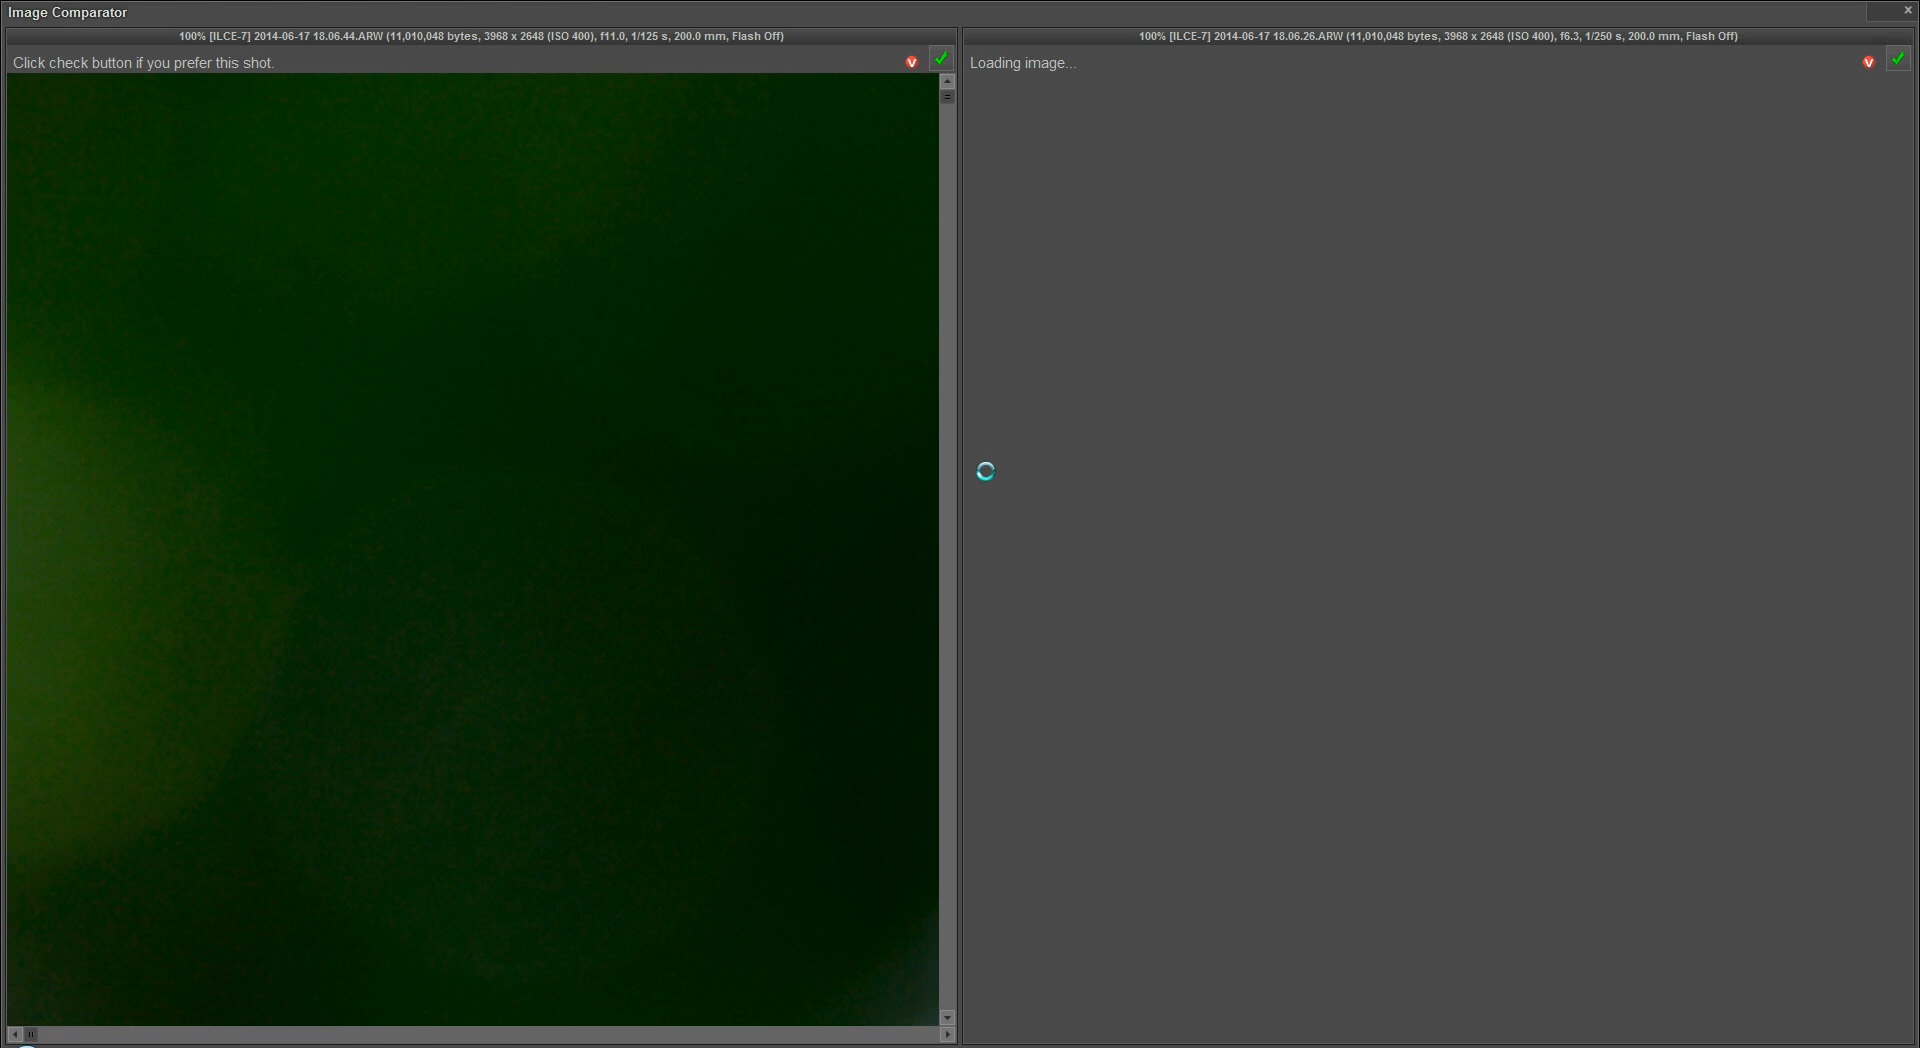 Image Comparator
100% [ILCE-7] 2014-06-17 18.06.44.ARW (11,010,048 bytes, 3968 x 2648 (ISO 400), f11.0, 1/125 s, 200.0 mm, Flash Off)
Click check button if you prefer this shot.
V
100% [ILCE-7] 2014-06-17 18.06.26.ARW (11,010,048 bytes, 3968 x 2648 (ISO 400), f6.3, 1/250 s, 200.0 mm, Flash Off)
Loading image...
V